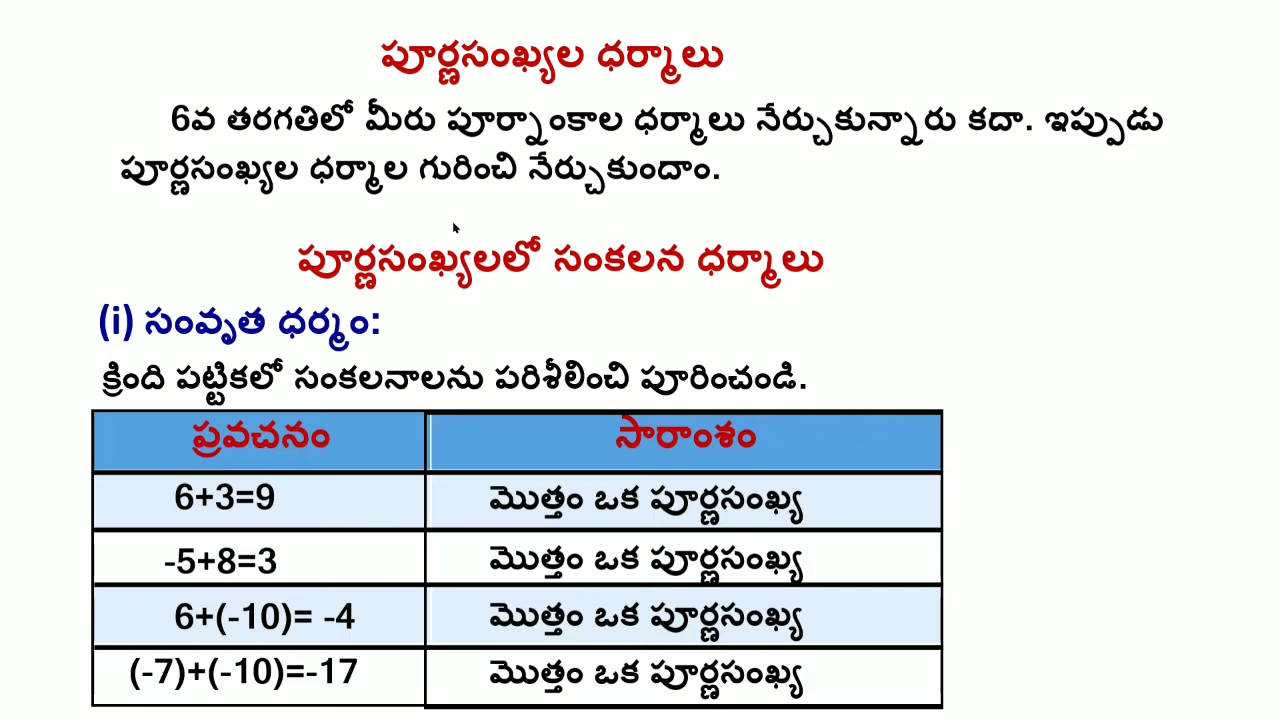 పూర్ణసంఖ్యల ధర్మాలు
6వ తరగతిలో మీరు పూర్నాంకాల ధర్మాలు నేర్చుకున్నారు కదా. ఇప్పుడు
పూర్ణసంఖ్యల ధర్మాల గురించి నేర్చుకుందాం.
పూర్ణసంఖ్యలలో సంకలన ధర్మాలు
(i) సంవృత ధర్మం:
క్రింది పట్టికలో సంకలనాలను పరిశీలించి పూరించండి.
ప్రవచనం సారాంశం
6+3=9 మొత్తం ఒక పూర్ణసంఖ్య
-5+8=3 మొత్తం ఒక పూర్ణసంఖ్య
6+(-10)= -4 మొత్తం ఒక పూర్ణసంఖ్య
(-7)+(-10)=-17 మొత్తం ఒక పూర్ణసంఖ్య